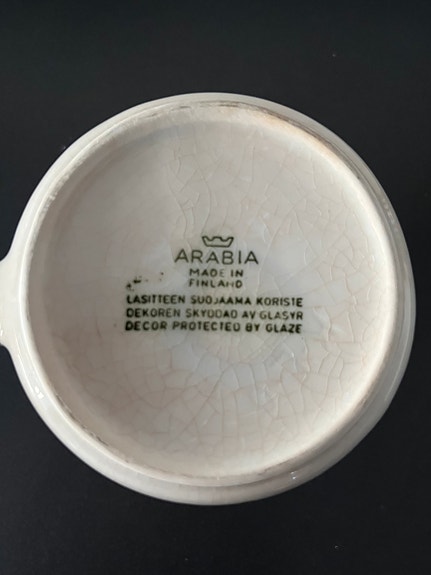 ARABIA
MADE IN
FINLAND
LASITTEEN SUOJAAMA KORISTE
DEKOREN SKYDDAD AV GLASYR
DECOR PROTECTED BY GLAZE